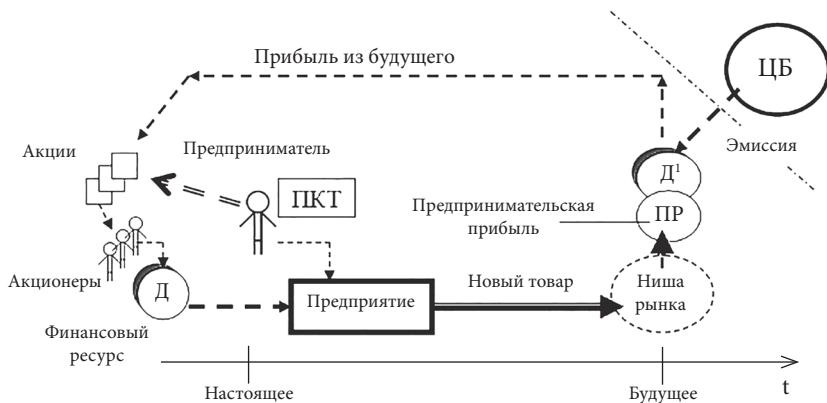 Прибыль из будущего
ЦБ
Акции
Предприниматель
Эмиссия
Д¹
ПКТ
Предпринимательская
прибыль
ПР
Акционеры
Д
Предприятие
Новый товар
Ниша
рынка
Финансовый
ресурс
Настоящее
Будущее
t